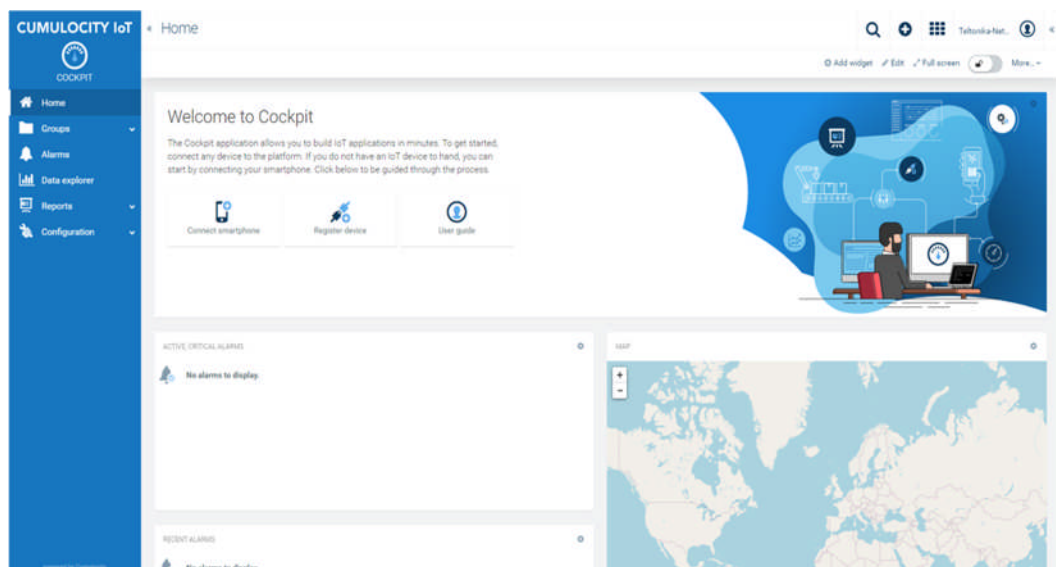 CUMULOCITY IoT
COCKPIT
Home
Groups
Alarms
Data explorer
Reports
Configuration
Home
Teltonika-Net...
Add widget
Edit
Full screen
More...
Welcome to Cockpit
The Cockpit application allows you to build IoT applications in minutes. To get started,
connect any device to the platform. If you do not have an IoT device to hand, you can
start by connecting your smartphone. Click below to be guided through the process.
Connect smartphone
Register device
User guide
ACTIVE, CRITICAL ALARMS
No alarms to display.
MAP
+
-
RECENT ALARMS
No alarms to display.